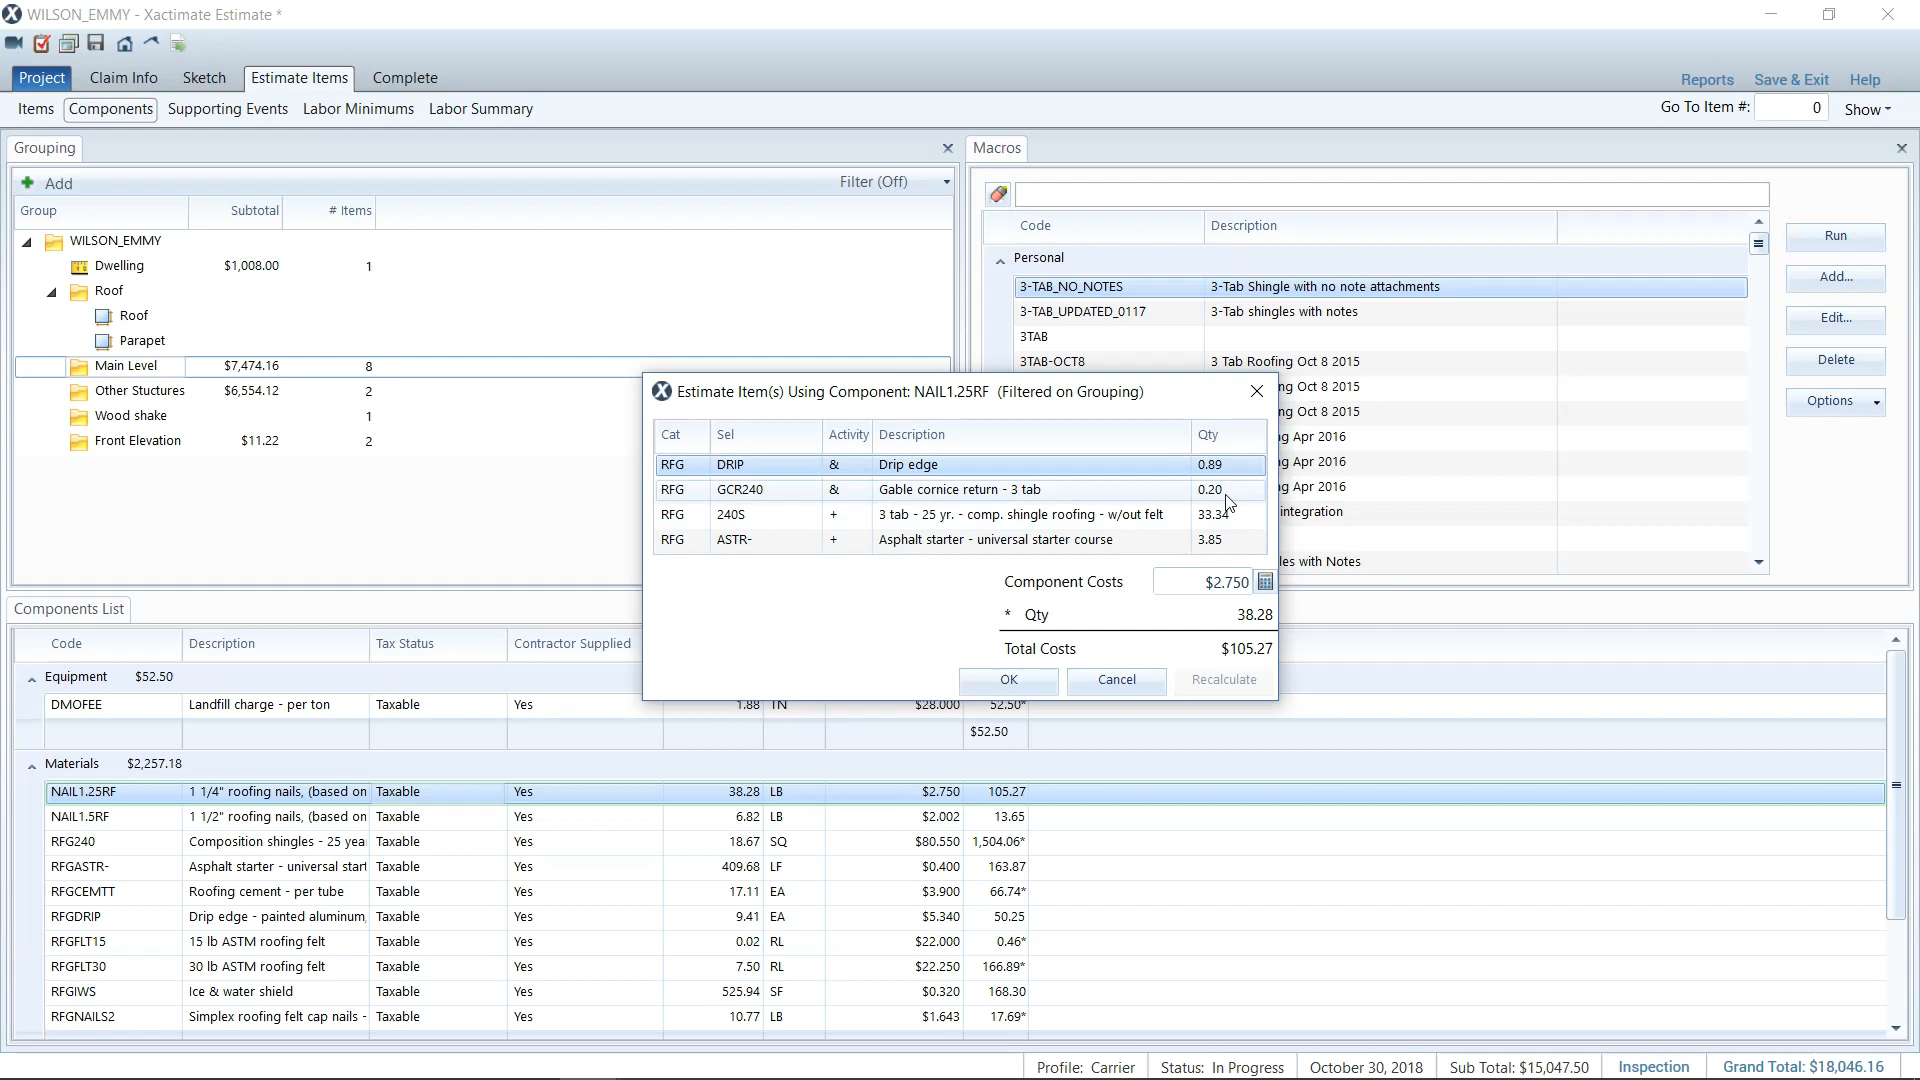 WILSON_EMMY - Xactimate Estimate *
Project Claim Info Sketch Estimate Items Complete
Reports Save & Exit Help
Items Components Supporting Events Labor Minimums Labor Summary
Go To Item #: 0 Show
Grouping
Add
Filter (Off)
Group Subtotal # Items
WILSON_EMMY
Dwelling $1,008.00 1
Roof
Roof
Parapet
Main Level $7,474.16 8
Other Stuctures $6,554.12 2
Wood shake 1
Front Elevation $11.22 2
Macros
Code Description
Personal
3-TAB_NO_NOTES 3-Tab Shingle with no note attachments
3-TAB_UPDATED_0117 3-Tab shingles with notes
3TAB
3TAB-OCT8 3 Tab Roofing Oct 8 2015
ng Oct 8 2015
ng Oct 8 2015
ng Apr 2016
ng Apr 2016
ng Apr 2016
integration
les with Notes
Run
Add...
Edit...
Delete
Options
Estimate Item(s) Using Component: NAIL1.25RF (Filtered on Grouping)
Cat Sel Activity Description Qty
RFG DRIP & Drip edge 0.89
RFG GCR240 & Gable cornice return - 3 tab 0.20
RFG 240S + 3 tab - 25 yr. - comp. shingle roofing - w/out felt 33.34
RFG ASTR- + Asphalt starter - universal starter course 3.85
Component Costs $2.750
* Qty 38.28
Total Costs $105.27
OK Cancel Recalculate
Components List
Code Description Tax Status Contractor Supplied
Equipment $52.50
DMOFEE Landfill charge - per ton Taxable Yes 1.88 TN $28.000 52.50*
$52.50
Materials $2,257.18
NAIL1.25RF 1 1/4" roofing nails, (based on Taxable Yes 38.28 LB $2.750 105.27
NAIL1.5RF 1 1/2" roofing nails, (based on Taxable Yes 6.82 LB $2.002 13.65
RFG240 Composition shingles - 25 yea Taxable Yes 18.67 SQ $80.550 1,504.06*
RFGASTR- Asphalt starter - universal start Taxable Yes 409.68 LF $0.400 163.87
RFGCEMTT Roofing cement - per tube Taxable Yes 17.11 EA $3.900 66.74*
RFGDRIP Drip edge - painted aluminum, Taxable Yes 9.41 EA $5.340 50.25
RFGFLT15 15 lb ASTM roofing felt Taxable Yes 0.02 RL $22.000 0.46*
RFGFLT30 30 lb ASTM roofing felt Taxable Yes 7.50 RL $22.250 166.89*
RFGIWS Ice & water shield Taxable Yes 525.94 SF $0.320 168.30
RFGNAILS2 Simplex roofing felt cap nails - Taxable Yes 10.77 LB $1.643 17.69*
Profile: Carrier Status: In Progress October 30, 2018 Sub Total: $15,047.50 Inspection Grand Total: $18,046.16